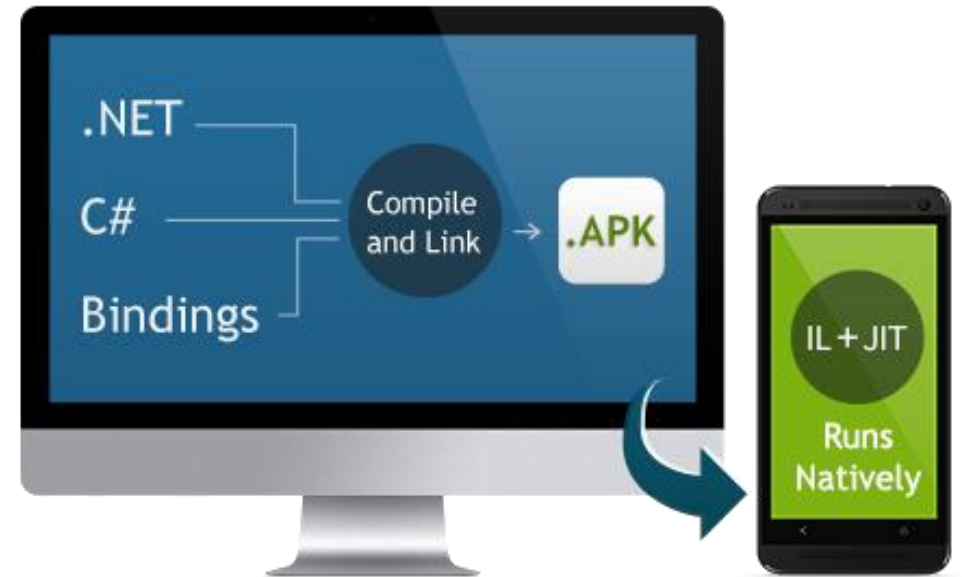 .NET
C#
Bindings
Compile
and Link
.APK
IL+JIT
Runs
Natively